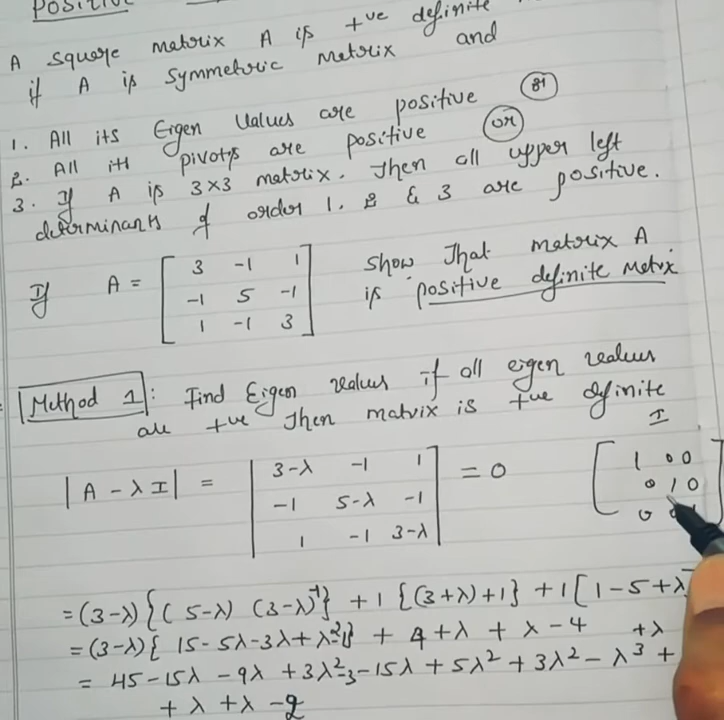 Positive
A square matrix A is +ve definite
if A is symmetric matrix and
1. All its Eigen values are positive (or)
2. All its pivots are positive (or)
3. If A is 3×3 matrix. Then all upper left
determinants of order 1, 2 & 3 are positive.
If A = [ 3 -1 1 show That matrix A
-1 5 -1 is positive definite Metrix
1 -1 3 ]
Method 1 : Find Eigen values if all eigen values
are +ve Then matrix is +ve definite
I
|A - λI| = | 3-λ -1 1 | = 0 [ 1 0 0
-1 5-λ -1 0 1 0
1 -1 3-λ 0
= (3-λ){(5-λ)(3-λ)-1} + 1{(3+λ)+1} + 1[1-5+λ
= (3-λ){15-5λ-3λ+λ²-1} + 4 + λ + λ - 4 + λ
= 45-15λ-9λ+3λ²-3-15λ+5λ²+3λ²-λ³+
+ λ + λ - 2